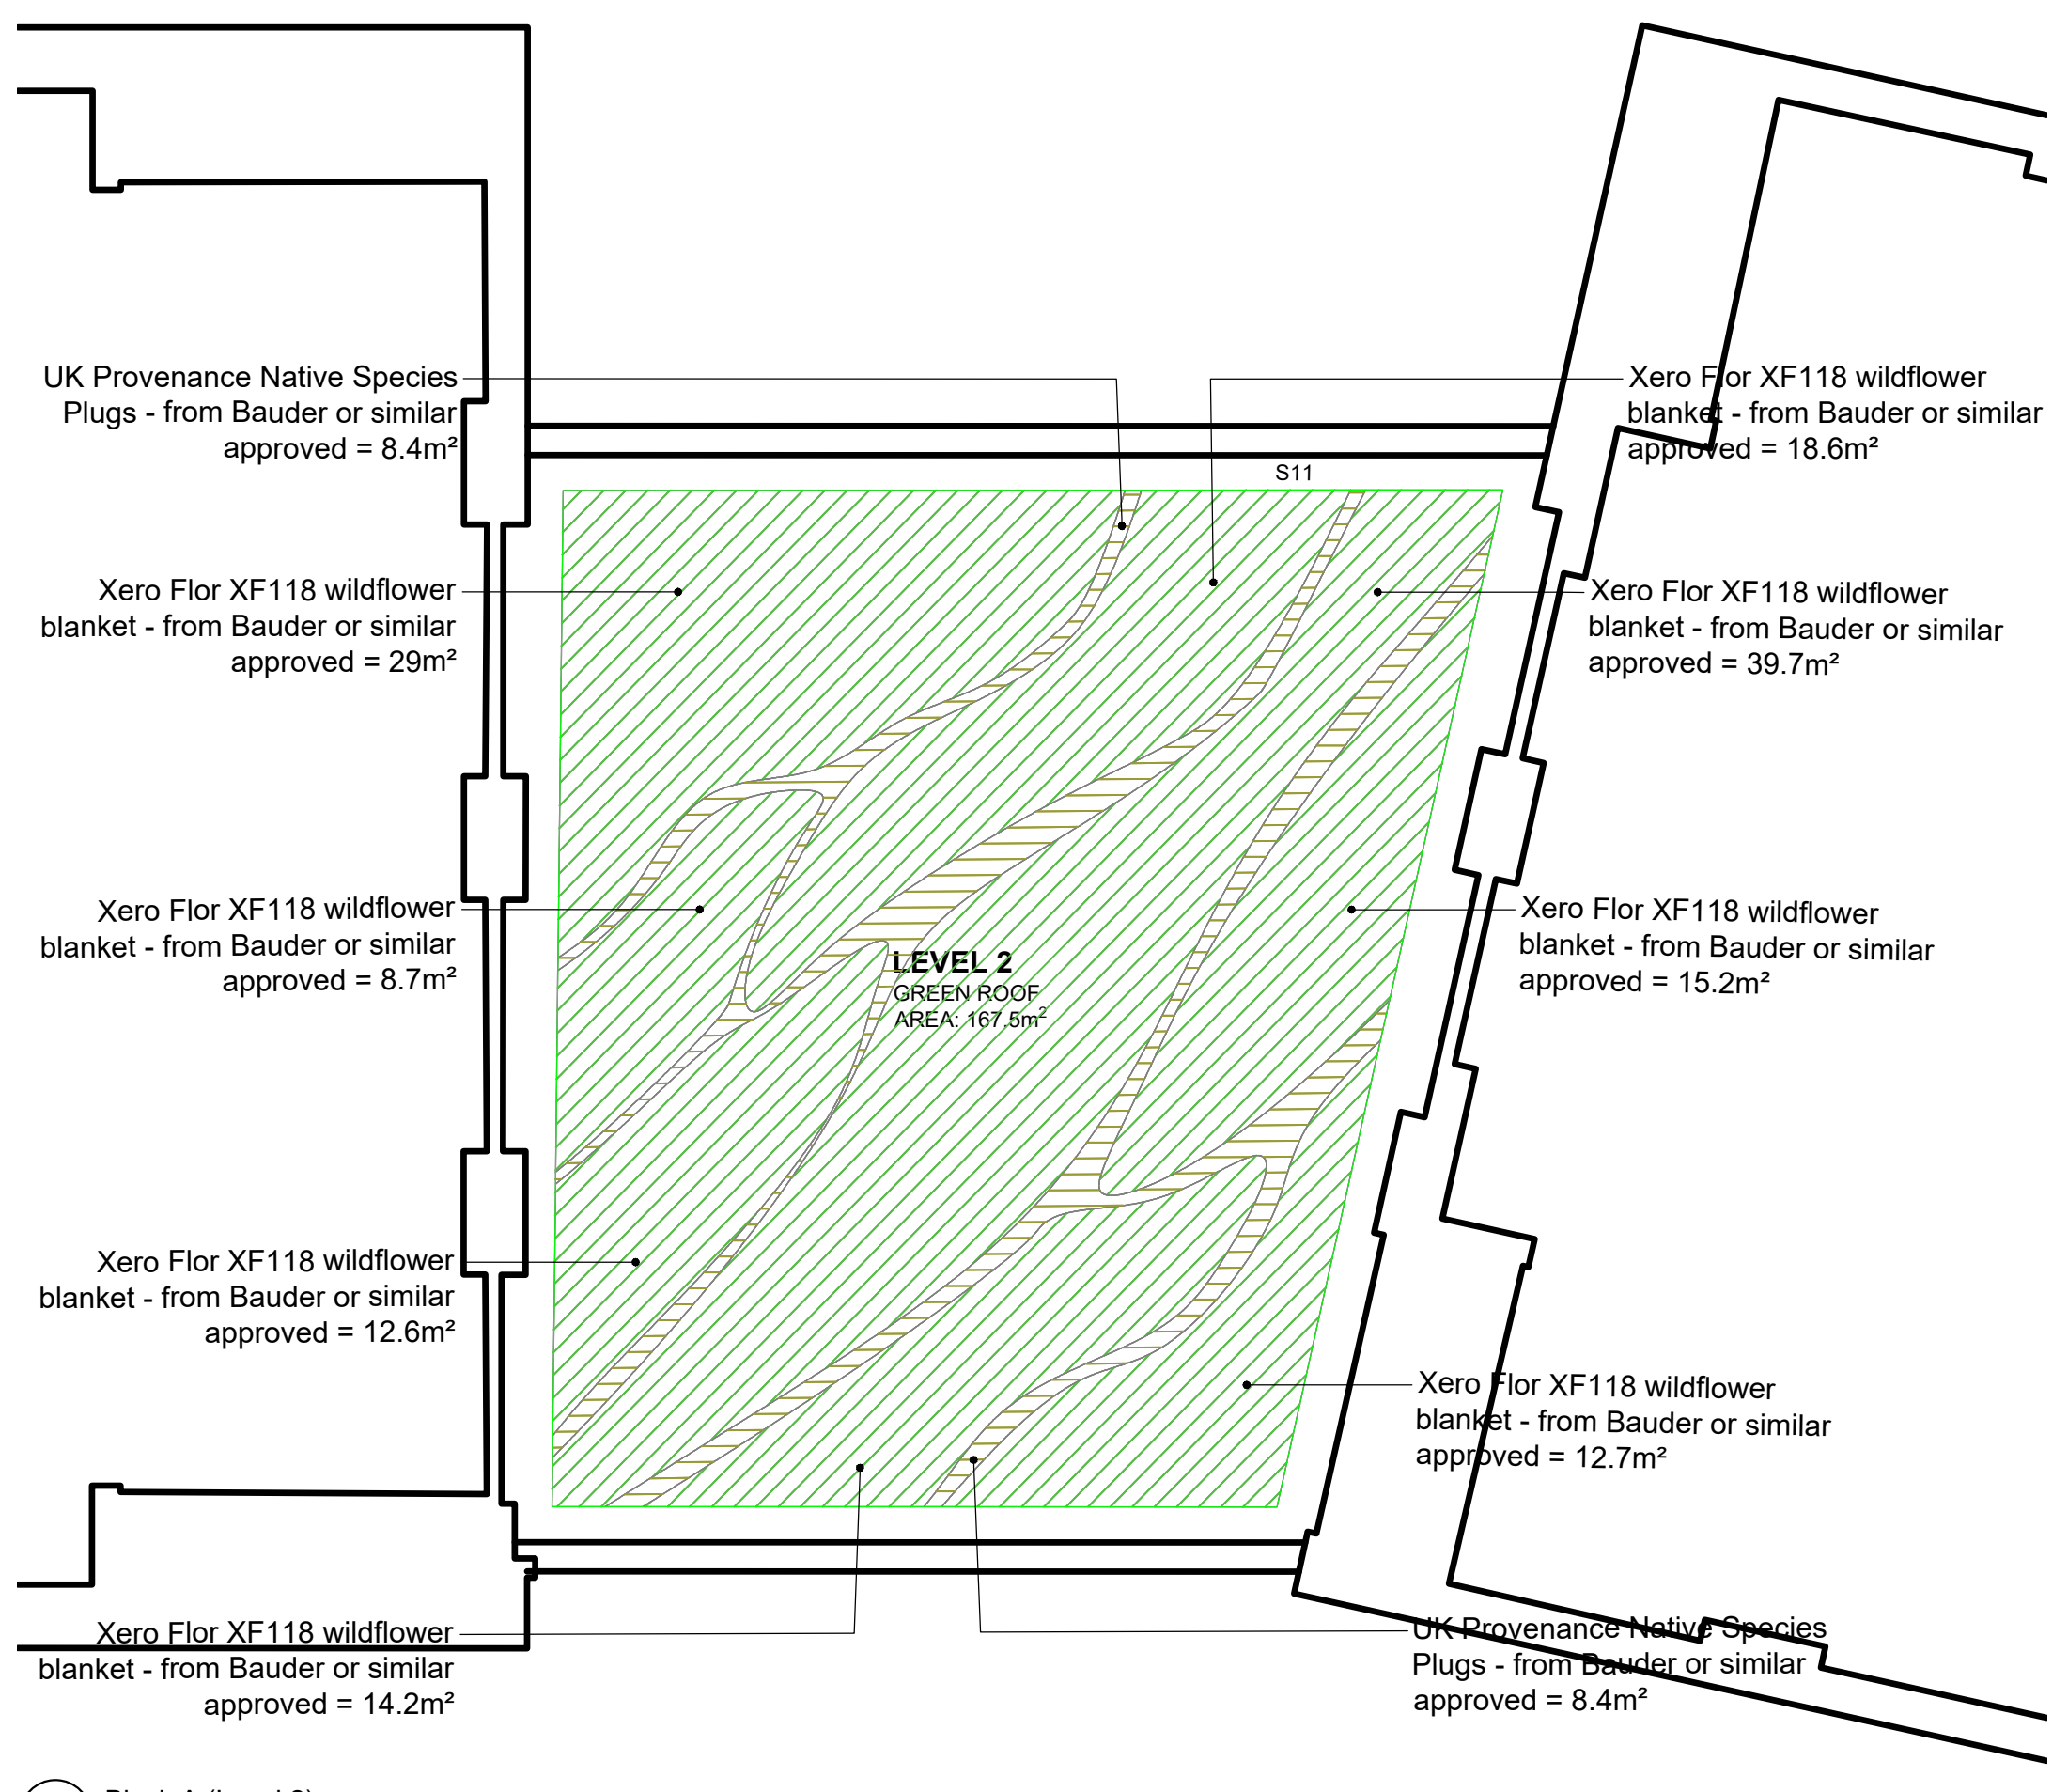 UK Provenance Native Species
Plugs - from Bauder or similar
approved = 8.4m²
Xero Flor XF118 wildflower
blanket - from Bauder or similar
approved = 18.6m²
S11
Xero Flor XF118 wildflower
blanket - from Bauder or similar
approved = 29m²
Xero Flor XF118 wildflower
blanket - from Bauder or similar
approved = 39.7m²
Xero Flor XF118 wildflower
blanket - from Bauder or similar
approved = 8.7m²
LEVEL 2
GREEN ROOF
AREA: 167.5m²
Xero Flor XF118 wildflower
blanket - from Bauder or similar
approved = 15.2m²
Xero Flor XF118 wildflower
blanket - from Bauder or similar
approved = 12.6m²
Xero Flor XF118 wildflower
blanket - from Bauder or similar
approved = 12.7m²
Xero Flor XF118 wildflower
blanket - from Bauder or similar
approved = 14.2m²
UK Provenance Native Species
Plugs - from Bauder or similar
approved = 8.4m²